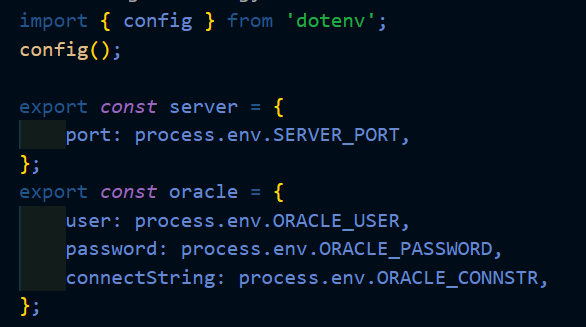 import { config } from 'dotenv';
config();
export const server = {
    port: process.env.SERVER_PORT,
};
export const oracle = {
    user: process.env.ORACLE_USER,
    password: process.env.ORACLE_PASSWORD,
    connectString: process.env.ORACLE_CONNSTR,
};